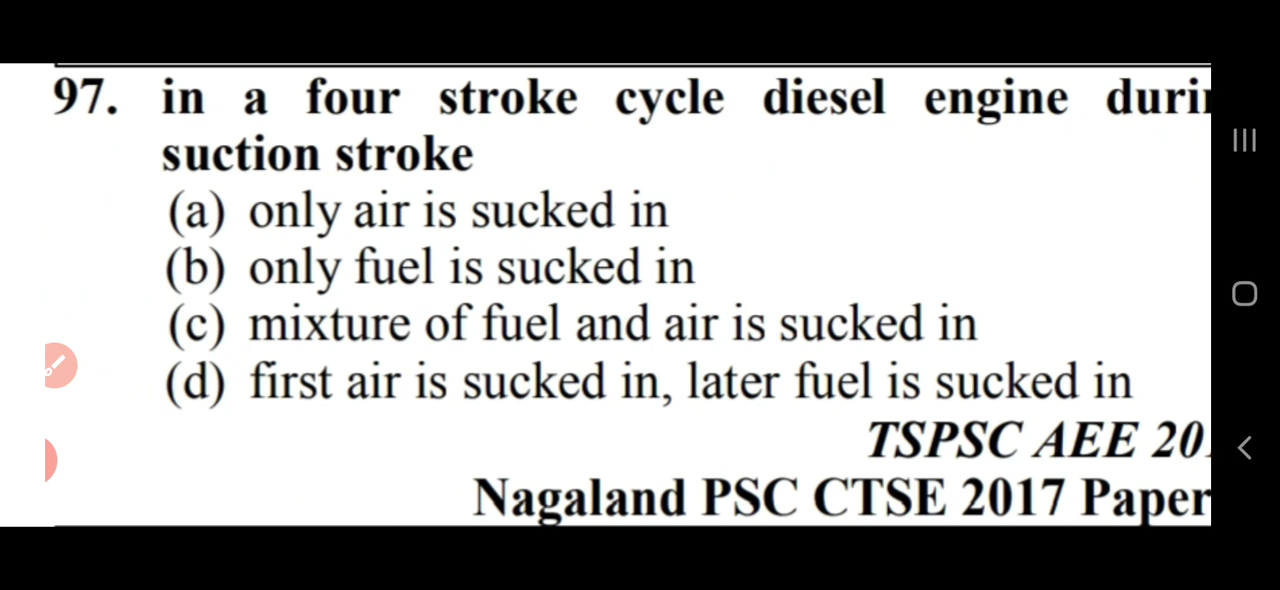 97. in a four stroke cycle diesel engine
suction stroke
(a) only air is sucked in
(b) only fuel is sucked in
(c) mixture of fuel and air is sucked in
(d) first air is sucked in, later fuel is sucked in
TSPSC AEE
Nagaland PSC CTSE 2017 Paper